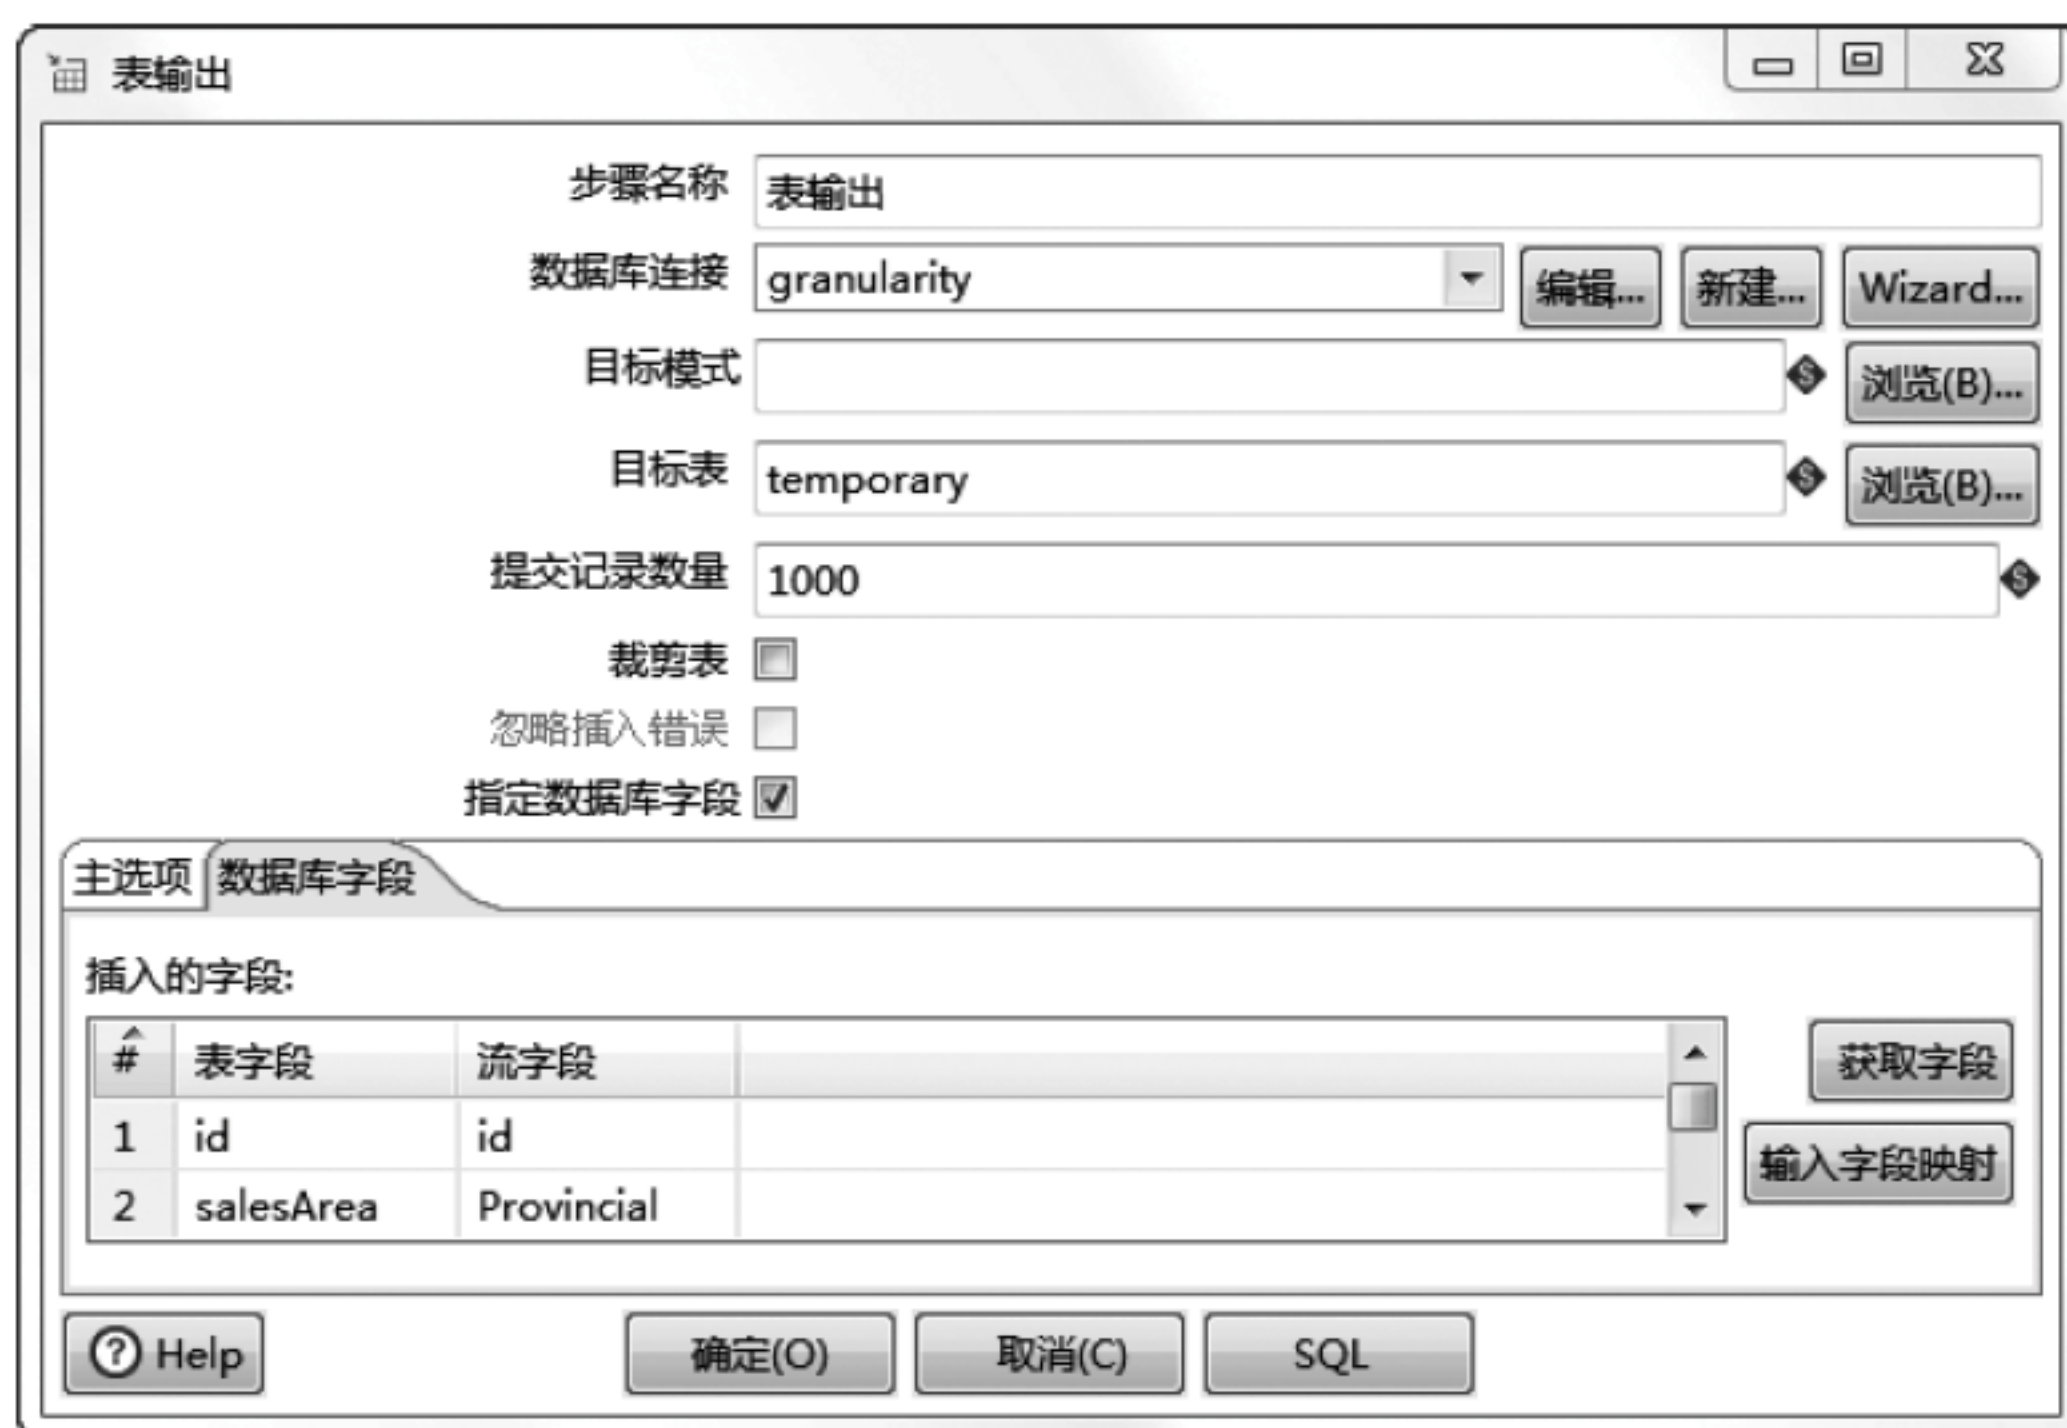 表输出
步骤名称 表输出
数据库连接 granularity 编辑... 新建... Wizard...
目标模式 浏览(B)...
目标表 temporary 浏览(B)...
提交记录数量 1000
裁剪表
忽略插入错误
指定数据库字段
主选项 数据库字段
插入的字段:
# 表字段 流字段 获取字段
1 id id
输入字段映射
2 salesArea Provincial
Help 确定(O) 取消(C) SQL